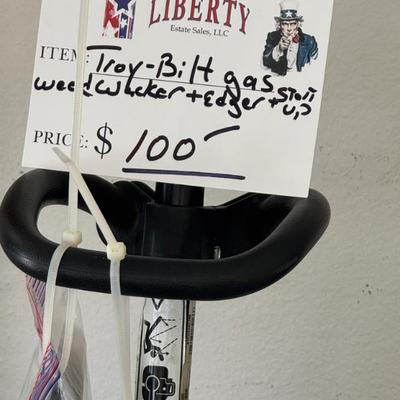 LIBERTY
Estate Sales, LLC
ITEM: Troy-Bilt gas
weedwacker + Edger + START
UP
PRICE: $ 100